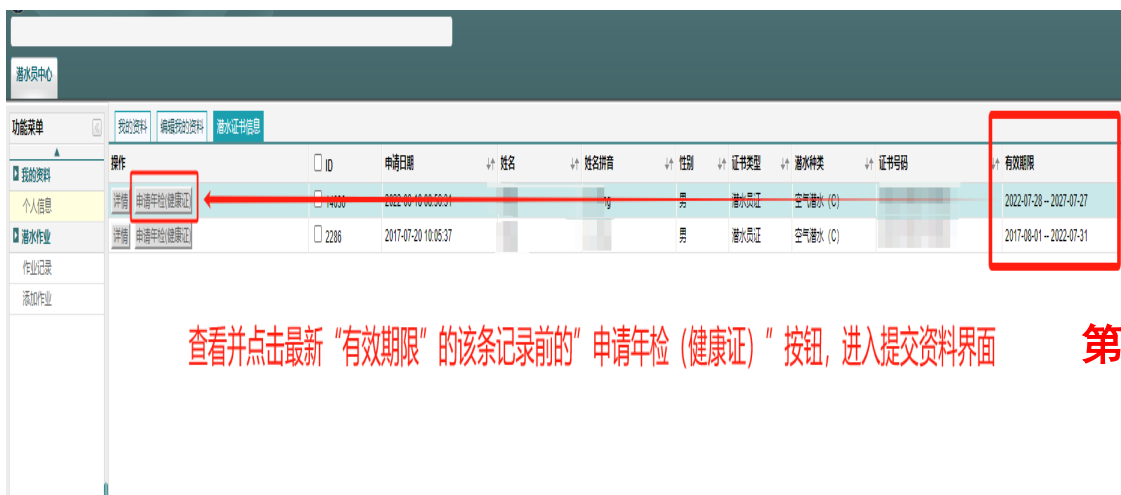 潜水员中心
功能菜单
我的资料 编辑我的资料 潜水证书信息
操作 ID 申请日期 姓名 姓名拼音 性别 证书类型 潜水种类 证书号码 有效期限
我的资料
详情 申请年检(健康证) 男 潜水员证 空气潜水 (C) 2022-07-28 -- 2027-07-27
个人信息
潜水作业
详情 申请年检(健康证) 2286 2017-07-20 10:05:37 男 潜水员证 空气潜水 (C) 2017-08-01 -- 2022-07-31
作业记录
添加作业
查看并点击最新“有效期限”的该条记录前的”申请年检（健康证）“按钮，进入提交资料界面
第